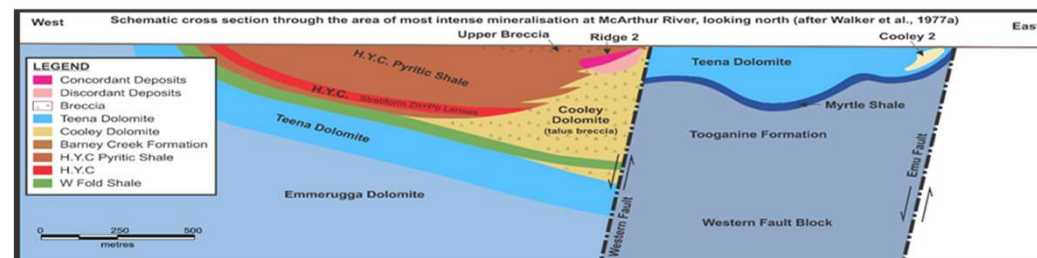 Schematic cross section through the area of most intense mineralisation at McArthur River, looking north (after Walker et al., 1977a)
West
East
Upper Breccia
Ridge 2
Cooley 2
LEGEND
Concordant Deposits
Discordant Deposits
Breccia
Teena Dolomite
Cooley Dolomite
Barney Creek Formation
H.Y.C Pyritic Shale
H.Y.C
W Fold Shale
H.Y.C. Pyritic Shale
H.Y.C. Stratiform Zn+Pb Lenses
Teena Dolomite
Cooley
Dolomite
(talus breccia)
Teena Dolomite
Myrtle Shale
Tooganine Formation
Emmerugga Dolomite
Western Fault
Western Fault Block
Emu Fault
0 250 500
metres